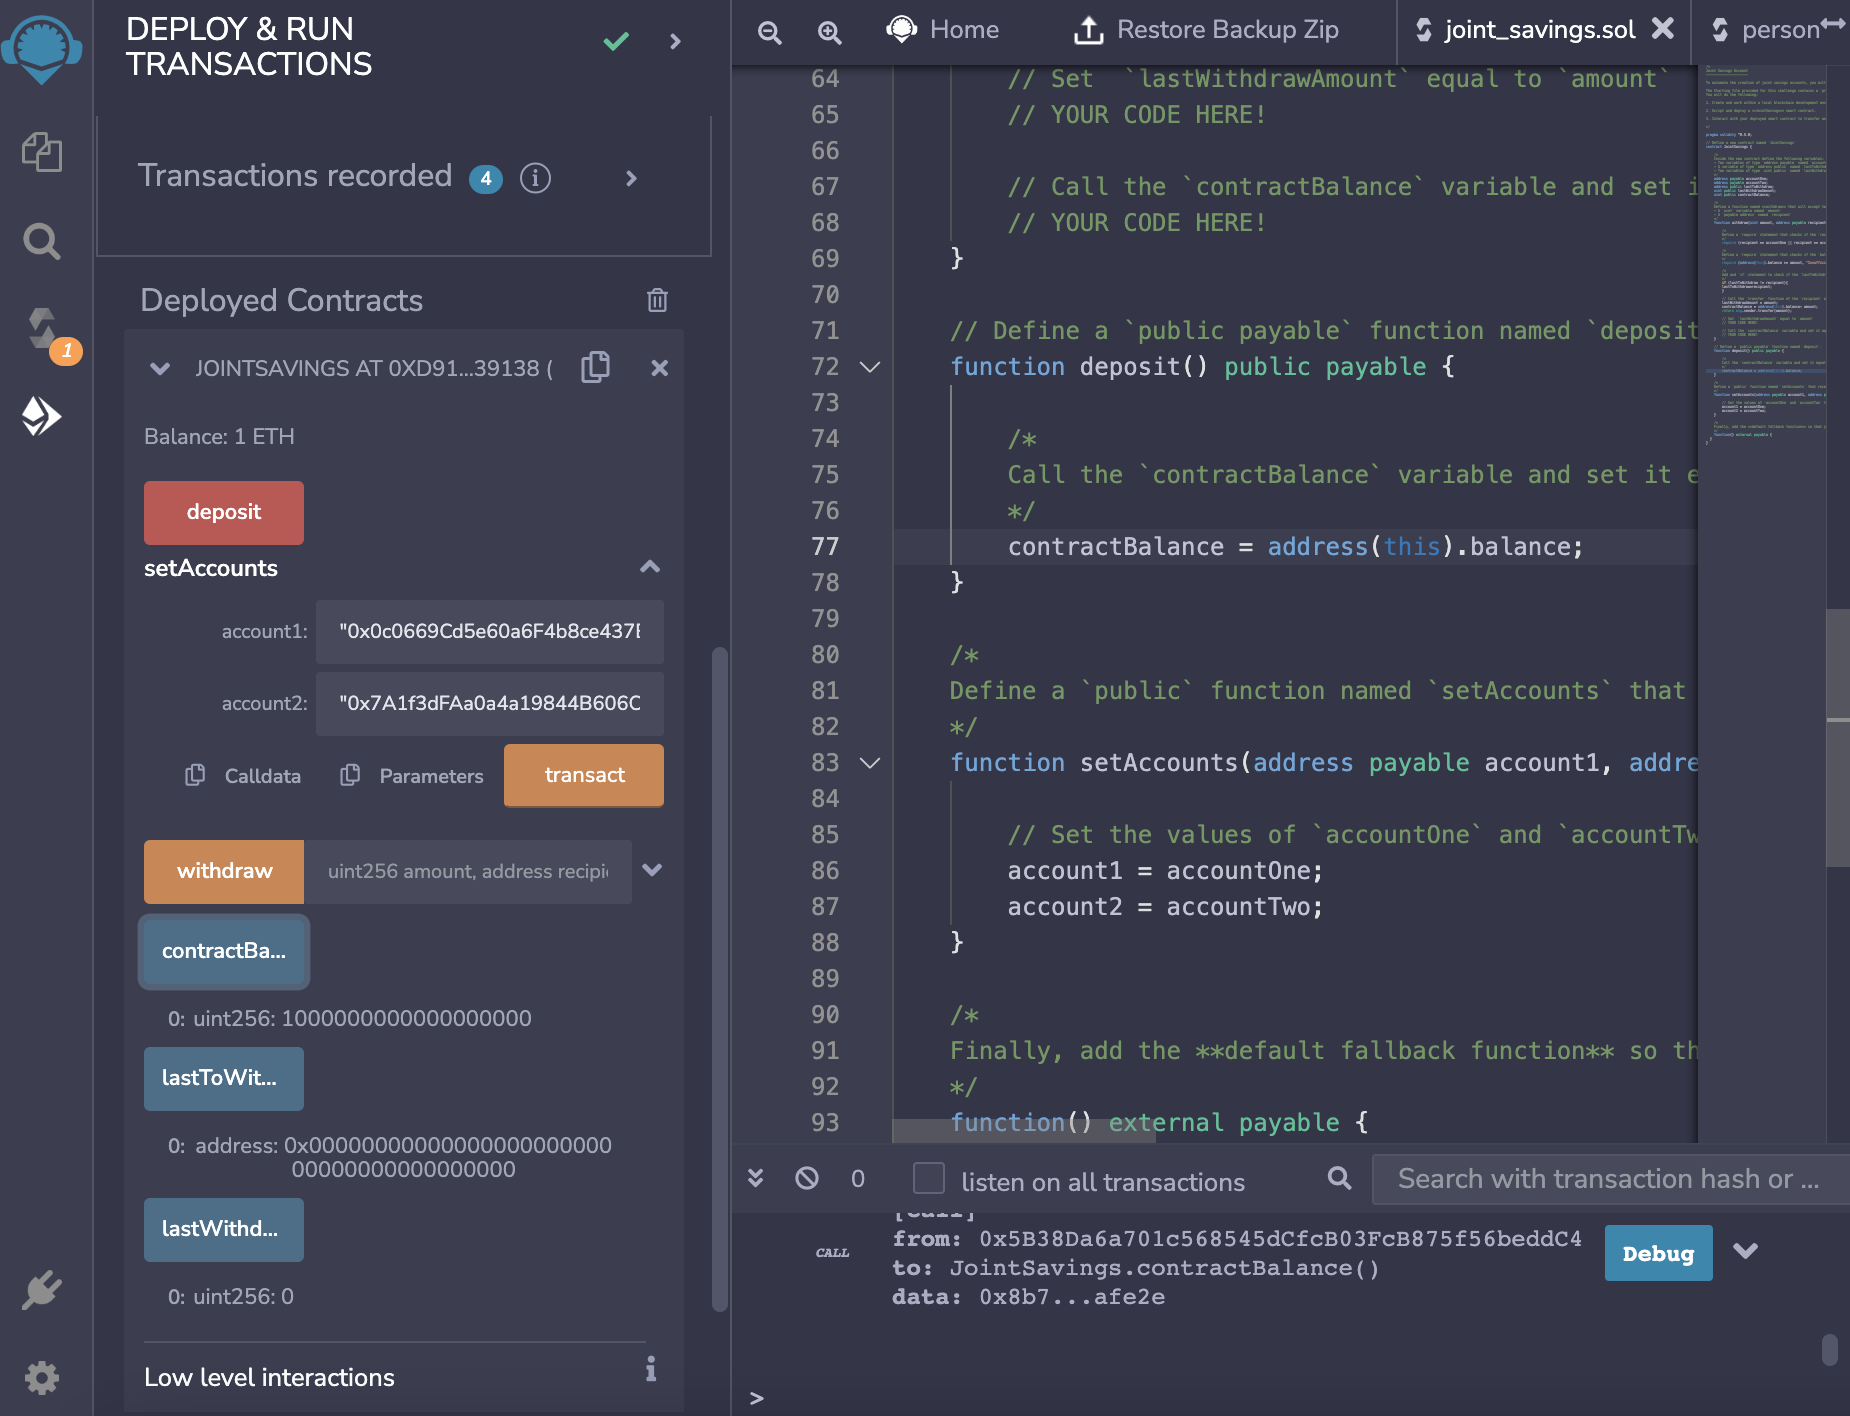 DEPLOY & RUN
TRANSACTIONS
Transactions recorded 4 i
Deployed Contracts
1
JOINTSAVINGS AT 0XD91...39138 (
Balance: 1 ETH
deposit
setAccounts
account1: "0x0c0669Cd5e60a6F4b8ce437E
account2: "0x7A1f3dFAa0a4a19844B606C
Calldata Parameters transact
withdraw uint256 amount, address recipie
contractBa...
0: uint256: 1000000000000000000
lastToWit...
0: address: 0x00000000000000000000000
00000000000000000
lastWithd...
0: uint256: 0
Low level interactions i
Home Restore Backup Zip joint_savings.sol person
64 // Set `lastWithdrawAmount` equal to `amount`
65 // YOUR CODE HERE!
66
67 // Call the `contractBalance` variable and set i
68 // YOUR CODE HERE!
69 }
70
71 // Define a `public payable` function named `deposit
72 function deposit() public payable {
73
74 /*
75 Call the `contractBalance` variable and set it e
76 */
77 contractBalance = address(this).balance;
78 }
79
80 /*
81 Define a `public` function named `setAccounts` that
82 */
83 function setAccounts(address payable account1, addre
84
85 // Set the values of `accountOne` and `accountTw
86 account1 = accountOne;
87 account2 = accountTwo;
88 }
89
90 /*
91 Finally, add the **default fallback function** so th
92 */
93 function() external payable {
0 listen on all transactions Search with transaction hash or ...
[call]
CALL from: 0x5B38Da6a701c568545dCfcB03FcB875f56beddC4 Debug
to: JointSavings.contractBalance()
data: 0x8b7...afe2e
>